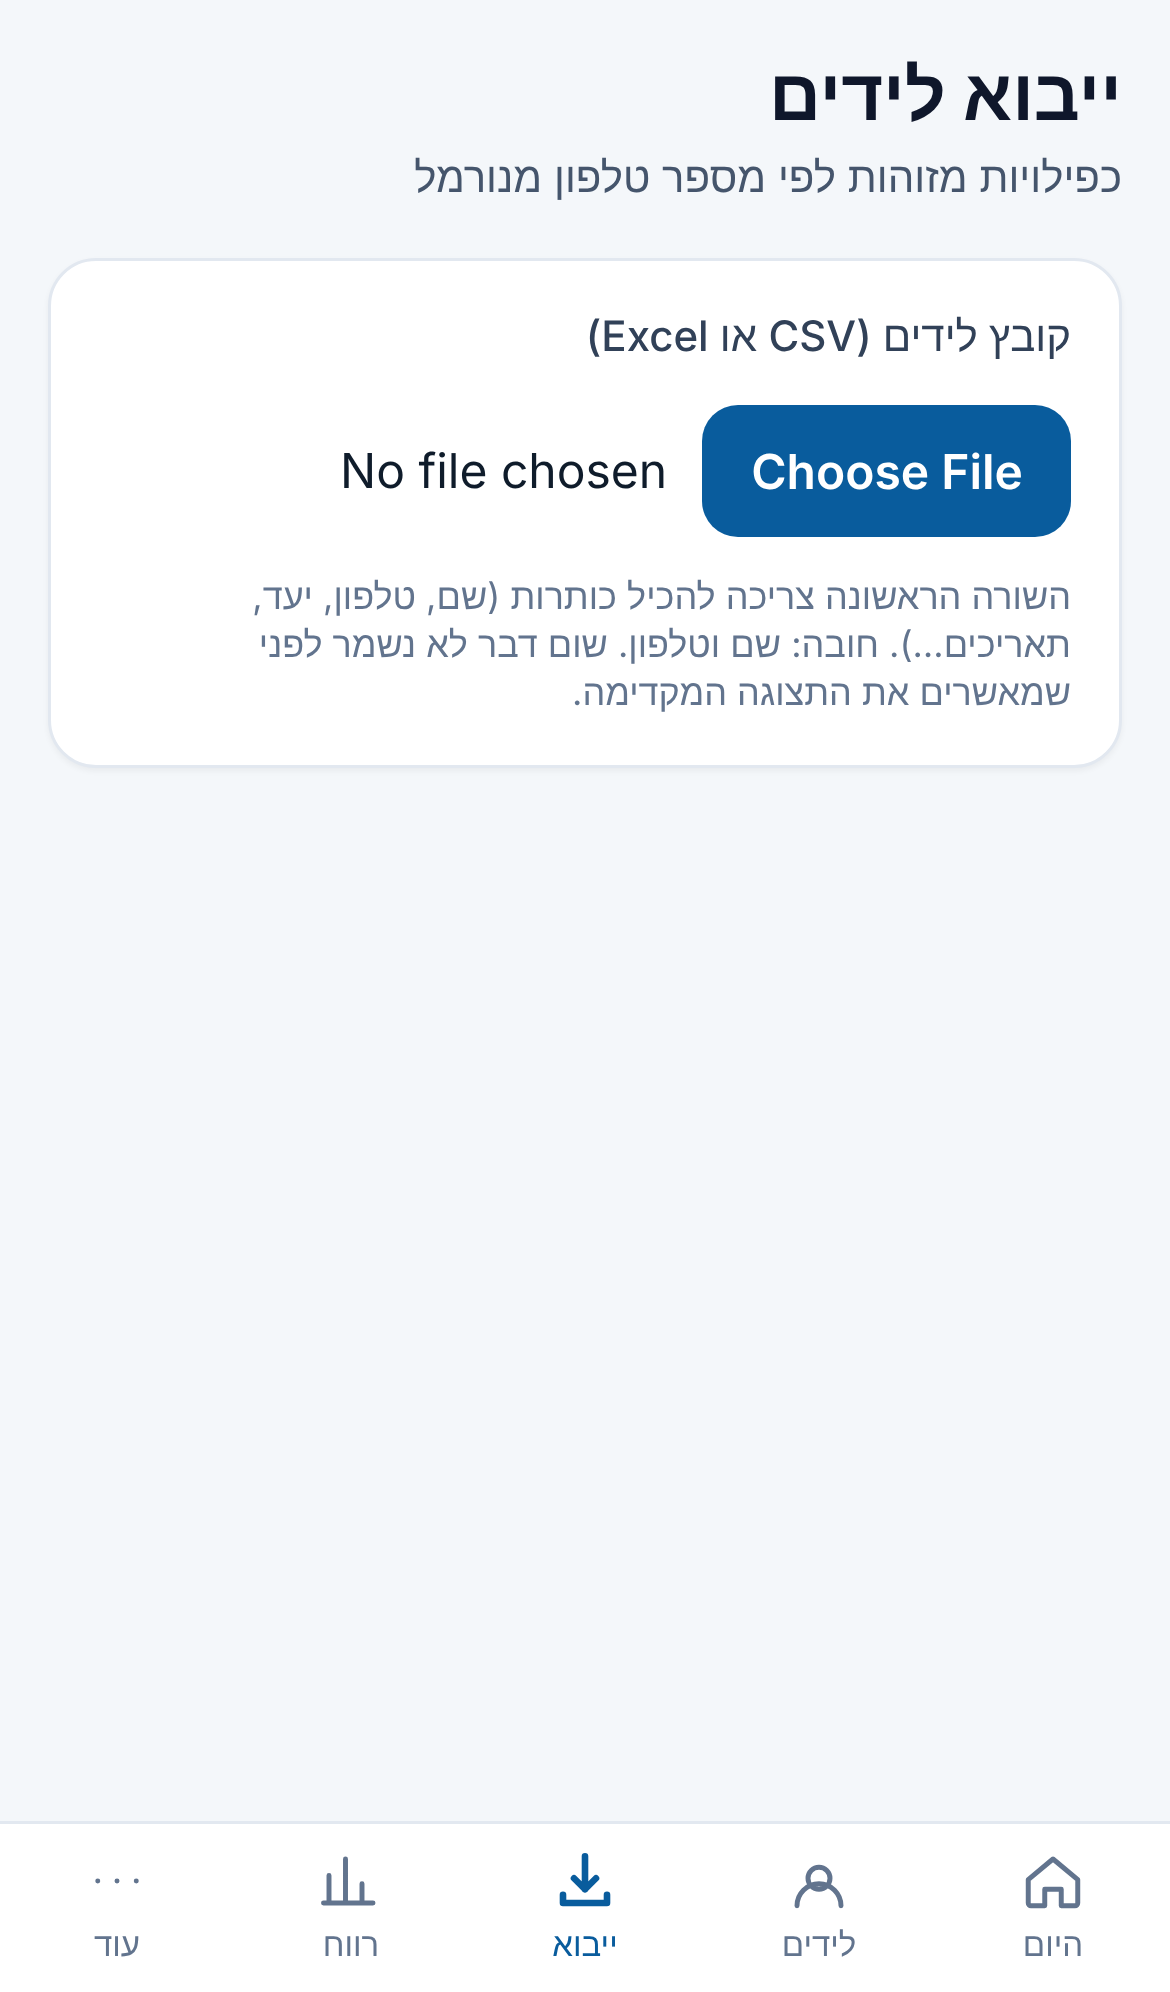 ייבוא לידים
כפילויות מזוהות לפי מספר טלפון מנורמל
קובץ לידים (CSV או Excel)
Choose File No file chosen
השורה הראשונה צריכה להכיל כותרות (שם, טלפון, יעד,
תאריכים...). חובה: שם וטלפון. שום דבר לא נשמר לפני
שמאשרים את התצוגה המקדימה.
היום
לידים
ייבוא
רווח
עוד